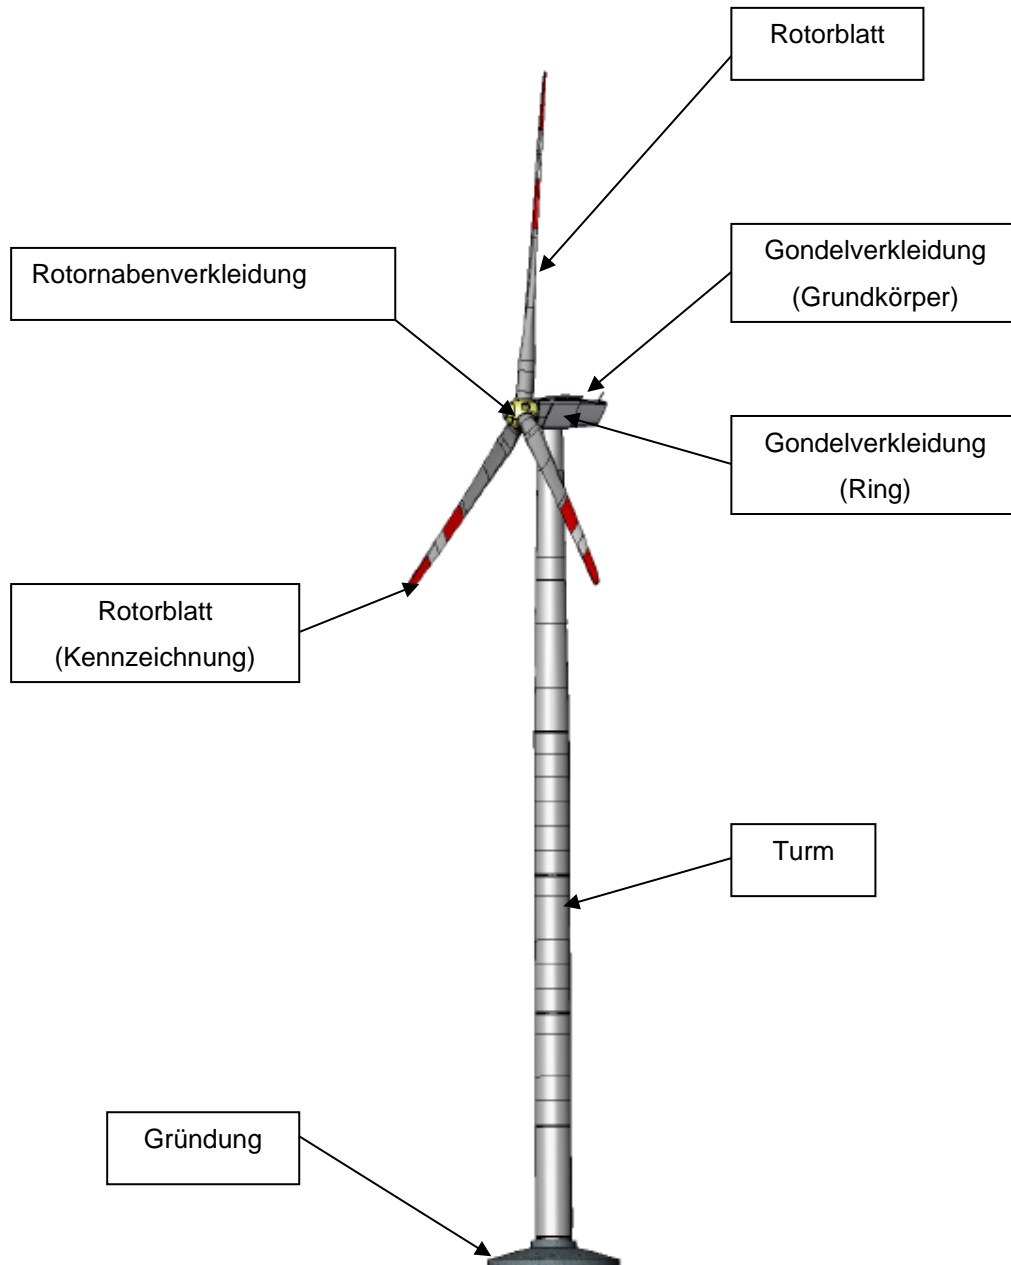 Rotorblatt
Gondelverkleidung
(Grundkörper)
Rotornabenverkleidung
Gondelverkleidung
(Ring)
Rotorblatt
(Kennzeichnung)
Turm
Gründung